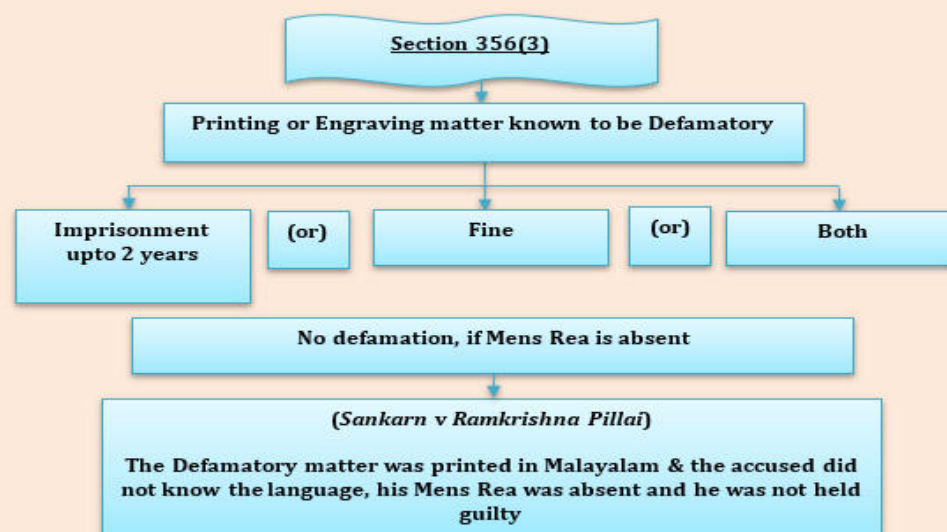 Section 356(3)
Printing or Engraving matter known to be Defamatory
Imprisonment
upto 2 years
(or)
Fine
(or)
Both
No defamation, if Mens Rea is absent
(Sankarn v Ramkrishna Pillai)
The Defamatory matter was printed in Malayalam & the accused did
not know the language, his Mens Rea was absent and he was not held
guilty